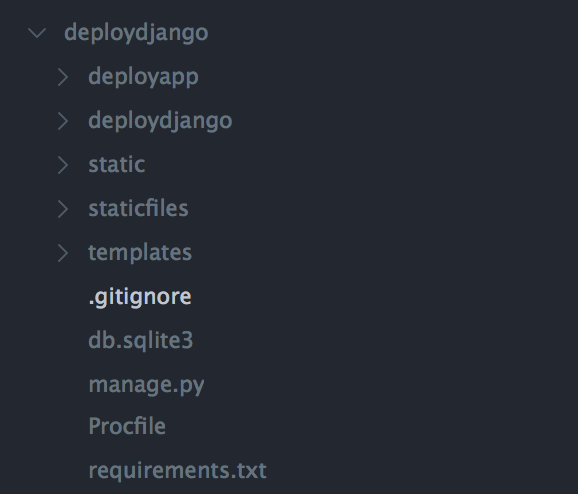 deploydjango
deployapp
deploydjango
static
staticfiles
templates
.gitignore
db.sqlite3
manage.py
Procfile
requirements.txt